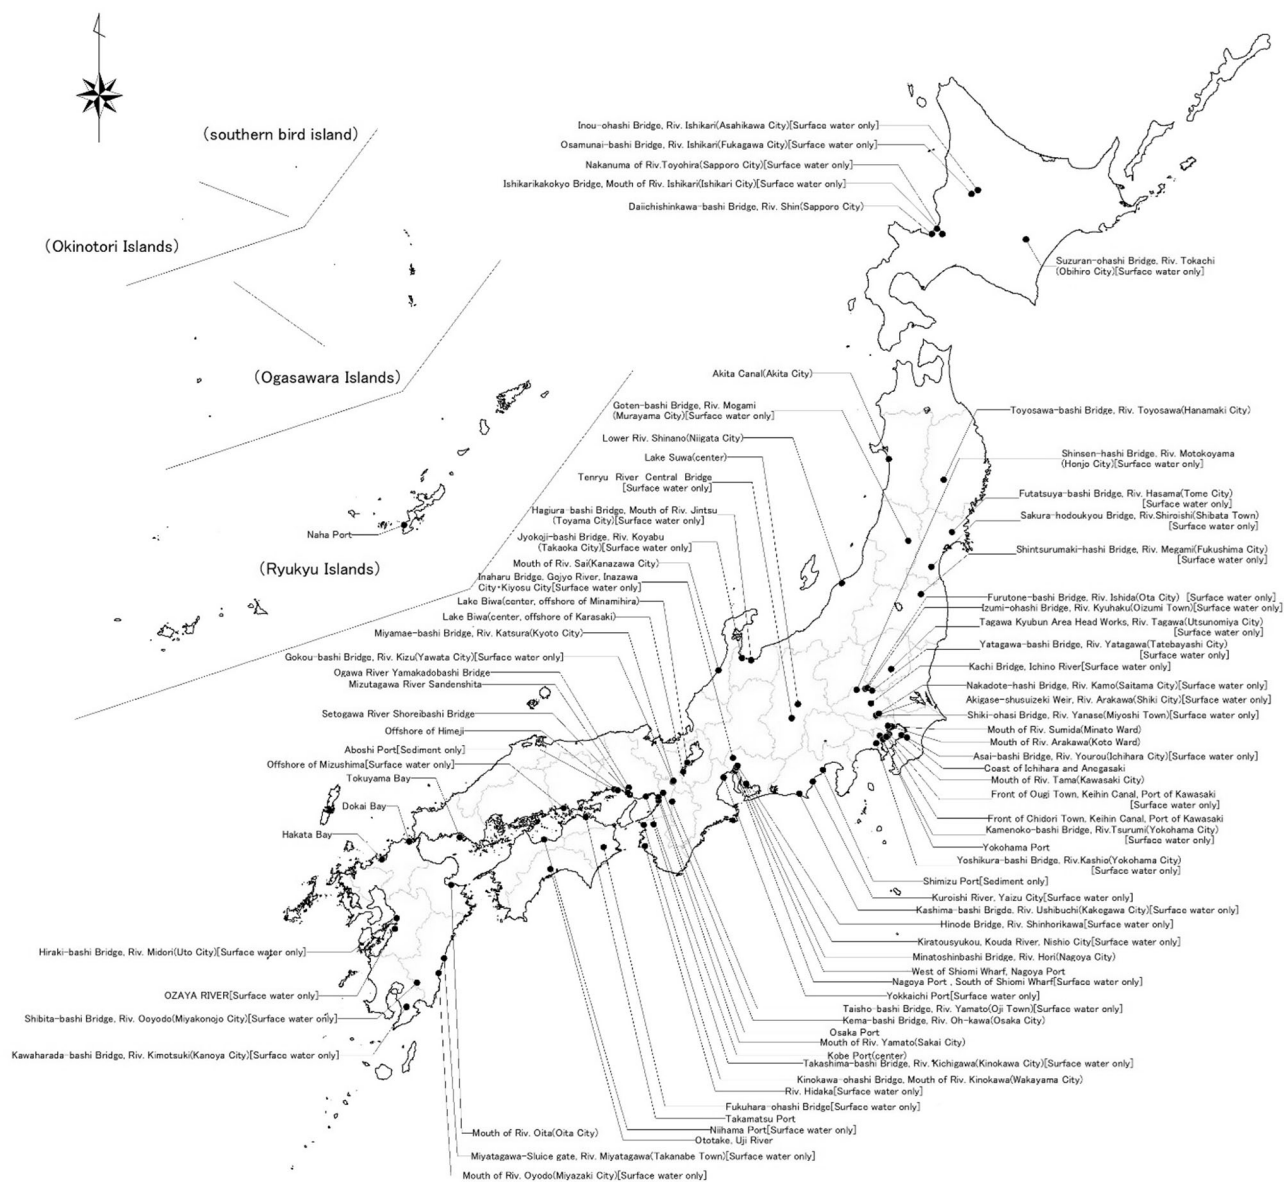 (southern bird island)
(Okinotori Islands)
(Ogasawara Islands)
(Ryukyu Islands)
Naha Port
Inou-ohashi Bridge, Riv. Ishikari(Asahikawa City)[Surface water only]
Osamunai-bashi Bridge, Riv. Ishikari(Fukagawa City)[Surface water only]
Nakanuma of Riv.Toyohira(Sapporo City)[Surface water only]
Ishikarikakokyo Bridge, Mouth of Riv. Ishikari(Ishikari City)[Surface water only]
Daiichishinkawa-bashi Bridge, Riv. Shin(Sapporo City)
Suzuran-ohashi Bridge, Riv. Tokachi
(Obihiro City)[Surface water only]
Akita Canal(Akita City)
Goten-bashi Bridge, Riv. Mogami
(Murayama City)[Surface water only]
Lower Riv. Shinano(Niigata City)
Lake Suwa(center)
Tenryu River Central Bridge
[Surface water only]
Hagiura-bashi Bridge, Mouth of Riv. Jintsu
(Toyama City)[Surface water only]
Jyokoji-bashi Bridge, Riv. Koyabu
(Takaoka City)[Surface water only]
Mouth of Riv. Sai(Kanazawa City)
Inaharu Bridge, Gojyo River, Inazawa
City・Kiyosu City[Surface water only]
Lake Biwa(center, offshore of Minamihira)
Lake Biwa(center, offshore of Karasaki)
Miyamae-bashi Bridge, Riv. Katsura(Kyoto City)
Gokou-bashi Bridge, Riv. Kizu(Yawata City)[Surface water only]
Ogawa River Yamakadobashi Bridge
Mizutagawa River Sandenshita
Setogawa River Shoreibashi Bridge
Offshore of Himeji
Aboshi Port[Sediment only]
Offshore of Mizushima[Surface water only]
Tokuyama Bay
Dokai Bay
Hakata Bay
Toyosawa-bashi Bridge, Riv. Toyosawa(Hanamaki City)
Shinsen-hashi Bridge, Riv. Motokoyama
(Honjo City)[Surface water only]
Futatsuya-bashi Bridge, Riv. Hasama(Tome City)
[Surface water only]
Sakura-hodoukyou Bridge, Riv.Shiroishi(Shibata Town)
[Surface water only]
Shintsurumaki-hashi Bridge, Riv. Megami(Fukushima City)
[Surface water only]
Furutone-bashi Bridge, Riv. Ishida(Ota City) [Surface water only]
Izumi-ohashi Bridge, Riv. Kyuhaku(Oizumi Town)[Surface water only]
Tagawa Kyubun Area Head Works, Riv. Tagawa(Utsunomiya City)
[Surface water only]
Yatagawa-bashi Bridge, Riv. Yatagawa(Tatebayashi City)
[Surface water only]
Kachi Bridge, Ichino River[Surface water only]
Nakadote-hashi Bridge, Riv. Kamo(Saitama City)[Surface water only]
Akigase-shusuizeki Weir, Riv. Arakawa(Shiki City)[Surface water only]
Shiki-ohasi Bridge, Riv. Yanase(Miyoshi Town)[Surface water only]
Mouth of Riv. Sumida(Minato Ward)
Mouth of Riv. Arakawa(Koto Ward)
Asai-bashi Bridge, Riv. Yourou(Ichihara City)[Surface water only]
Coast of Ichihara and Anegasaki
Mouth of Riv. Tama(Kawasaki City)
Front of Ougi Town, Keihin Canal, Port of Kawasaki
[Surface water only]
Front of Chidori Town, Keihin Canal, Port of Kawasaki
Kamenoko-bashi Bridge, Riv.Tsurumi(Yokohama City)
[Surface water only]
Yokohama Port
Yoshikura-bashi Bridge, Riv.Kashio(Yokohama City)
[Surface water only]
Shimizu Port[Sediment only]
Kuroishi River, Yaizu City[Surface water only]
Kashima-bashi Brigde, Riv. Ushibuchi(Kakegawa City)[Surface water only]
Hinode Bridge, Riv. Shinhorikawa[Surface water only]
Kiratousyukou, Kouda River, Nishio City[Surface water only]
Minatoshinbashi Bridge, Riv. Hori(Nagoya City)
West of Shiomi Wharf, Nagoya Port
Nagoya Port , South of Shiomi Wharf[Surface water only]
Yokkaichi Port[Surface water only]
Taisho-bashi Bridge, Riv. Yamato(Oji Town)[Surface water only]
Kema-bashi Bridge, Riv. Oh-kawa(Osaka City)
Osaka Port
Mouth of Riv. Yamato(Sakai City)
Kobe Port(center)
Takashima-bashi Bridge, Riv. Kichigawa(Kinokawa City)[Surface water only]
Kinokawa-ohashi Bridge, Mouth of Riv. Kinokawa(Wakayama City)
Riv. Hidaka[Surface water only]
Fukuhara-ohashi Bridge[Surface water only]
Takamatsu Port
Niihama Port[Surface water only]
Ototake, Uji River
Hiraki-bashi Bridge, Riv. Midori(Uto City)[Surface water only]
OZAYA RIVER[Surface water only]
Shibita-bashi Bridge, Riv. Ooyodo(Miyakonojo City)[Surface water only]
Kawaharada-bashi Bridge, Riv. Kimotsuki(Kanoya City)[Surface water only]
Mouth of Riv. Oita(Oita City)
Miyatagawa-Sluice gate, Riv. Miyatagawa(Takanabe Town)[Surface water only]
Mouth of Riv. Oyodo(Miyazaki City)[Surface water only]